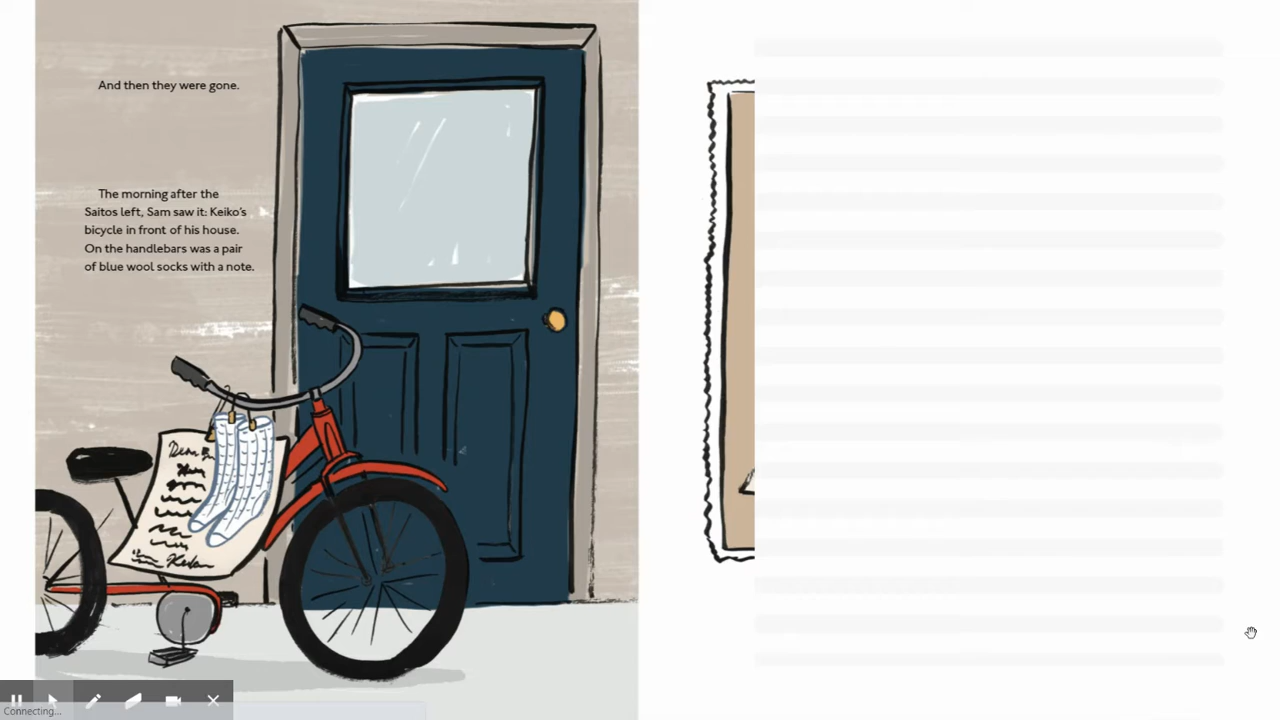 And then they were gone.
The morning after the
Saitos left, Sam saw it: Keiko's
bicycle in front of his house.
On the handlebars was a pair
of blue wool socks with a note.
Dear
Connecting...